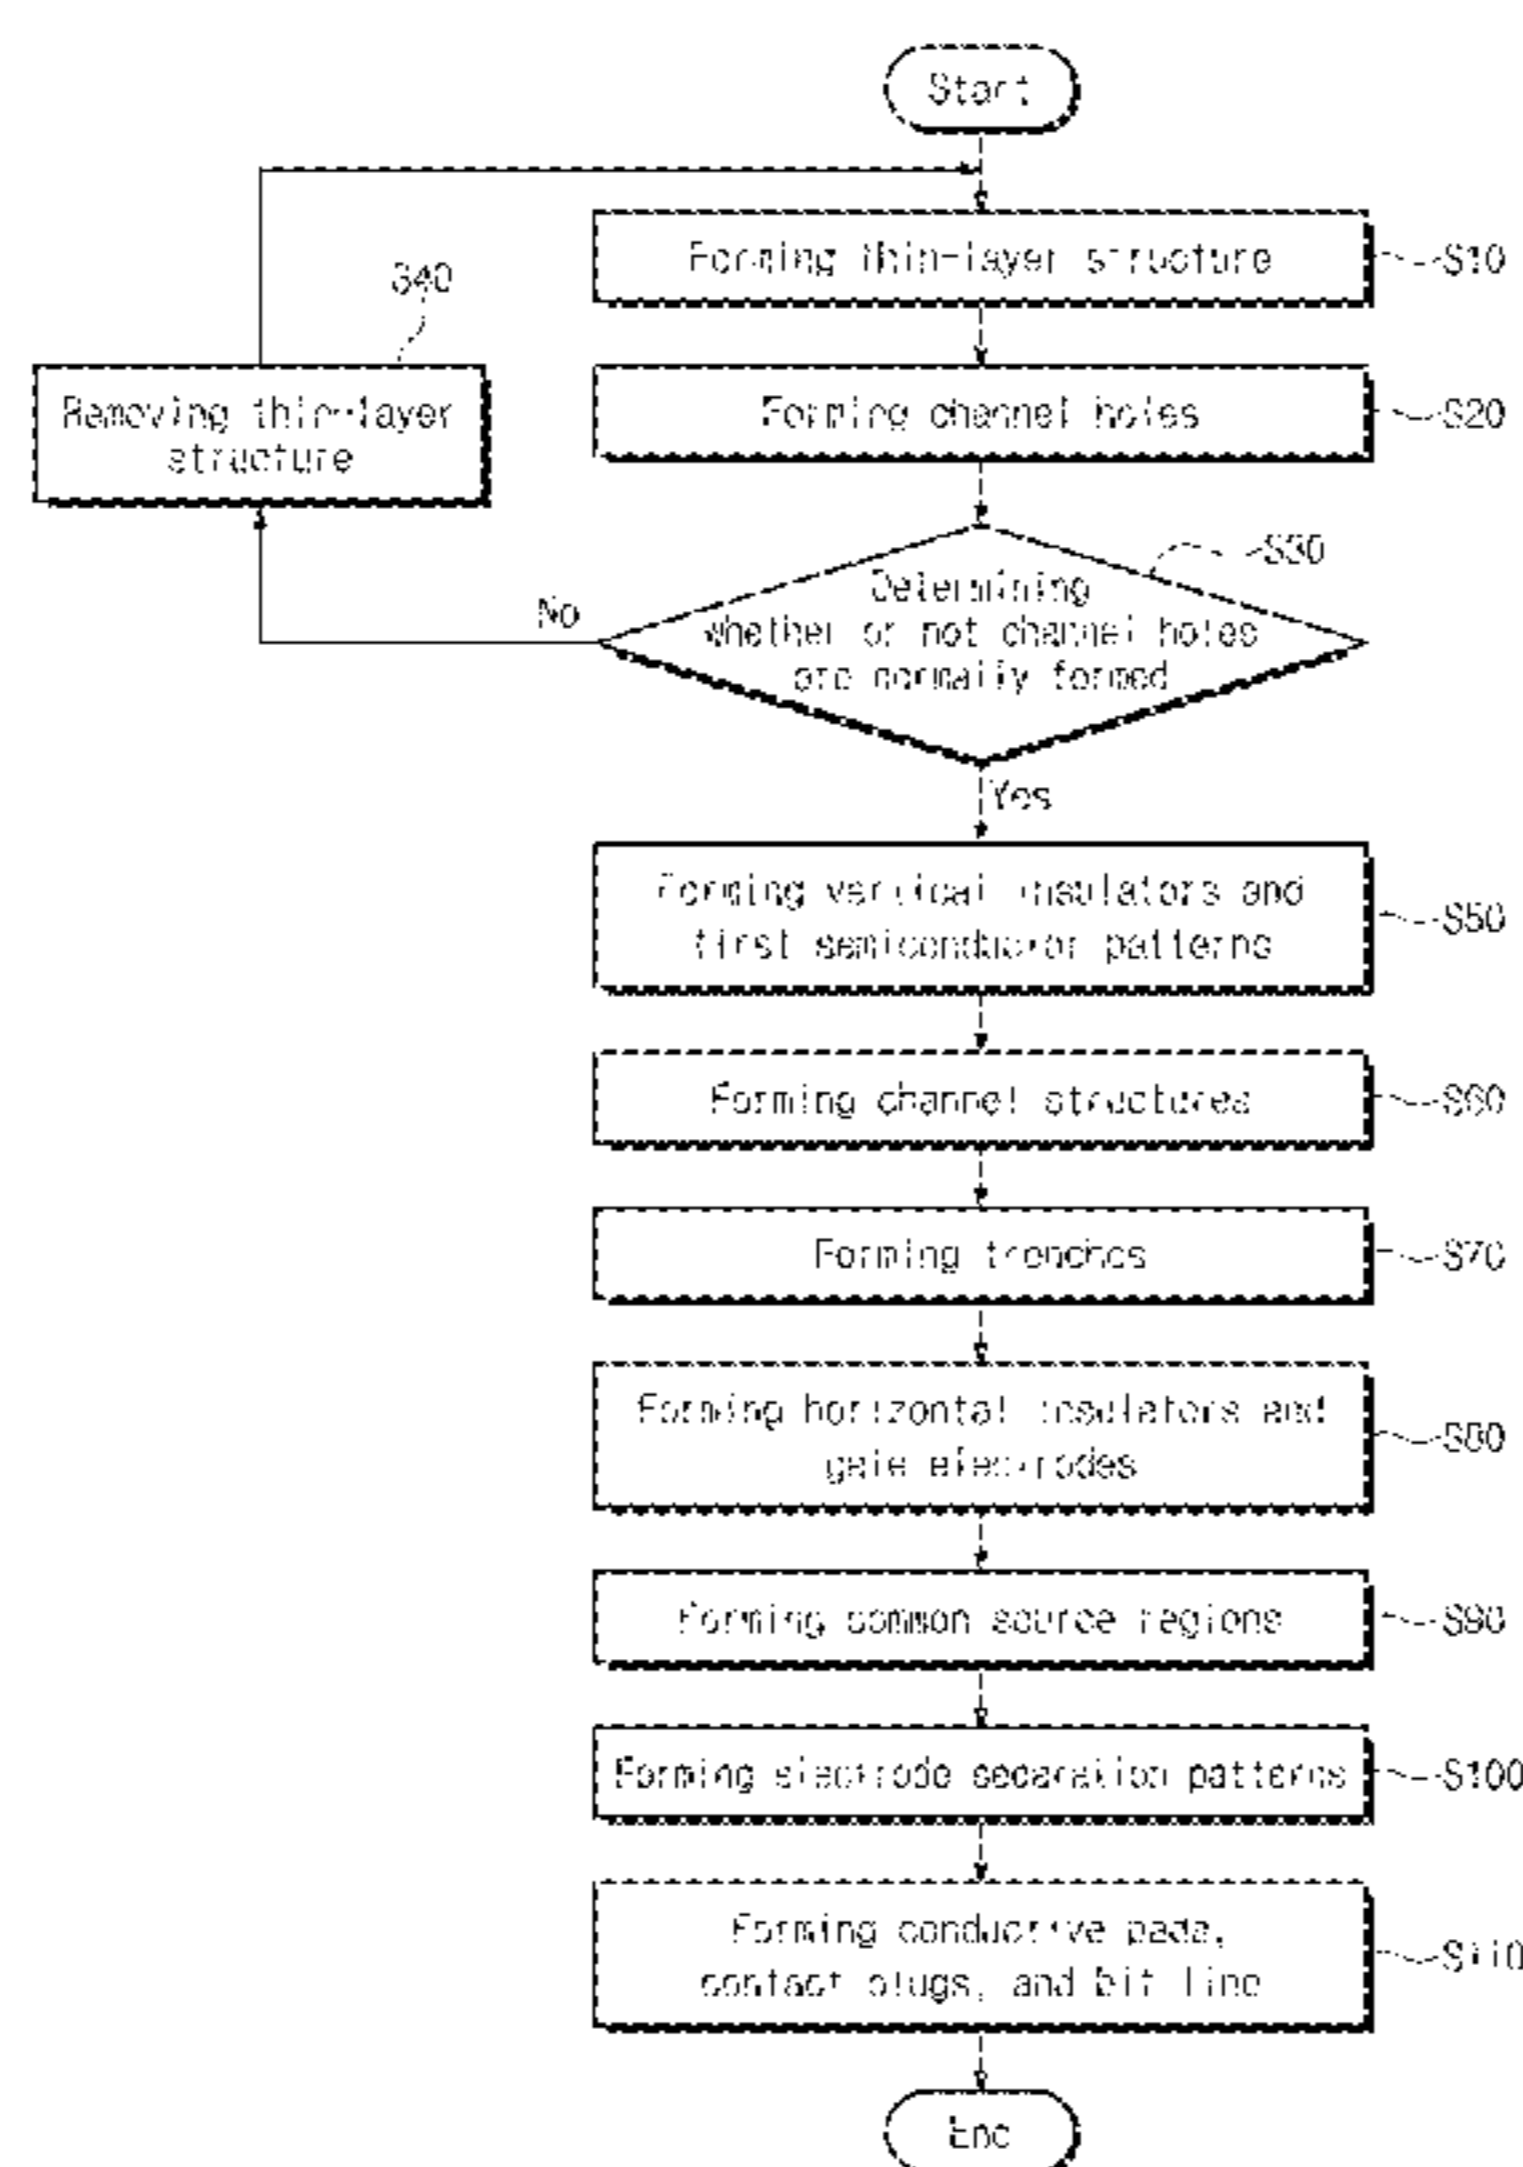 Start
Forming thin-layer structure
S10
S40
Removing thin-layer
structure
Forming channel holes
S20
S30
Determining
whether or not channel holes
are normally formed
No
Yes
Forming vertical insulators and
first semiconductor patterns
S50
Forming channel structures
S60
Forming trenches
S70
Forming horizontal insulators and
gate electrodes
S80
Forming common source regions
S90
Forming electrode separation patterns
S100
Forming conductive pads,
contact plugs, and bit line
S110
End